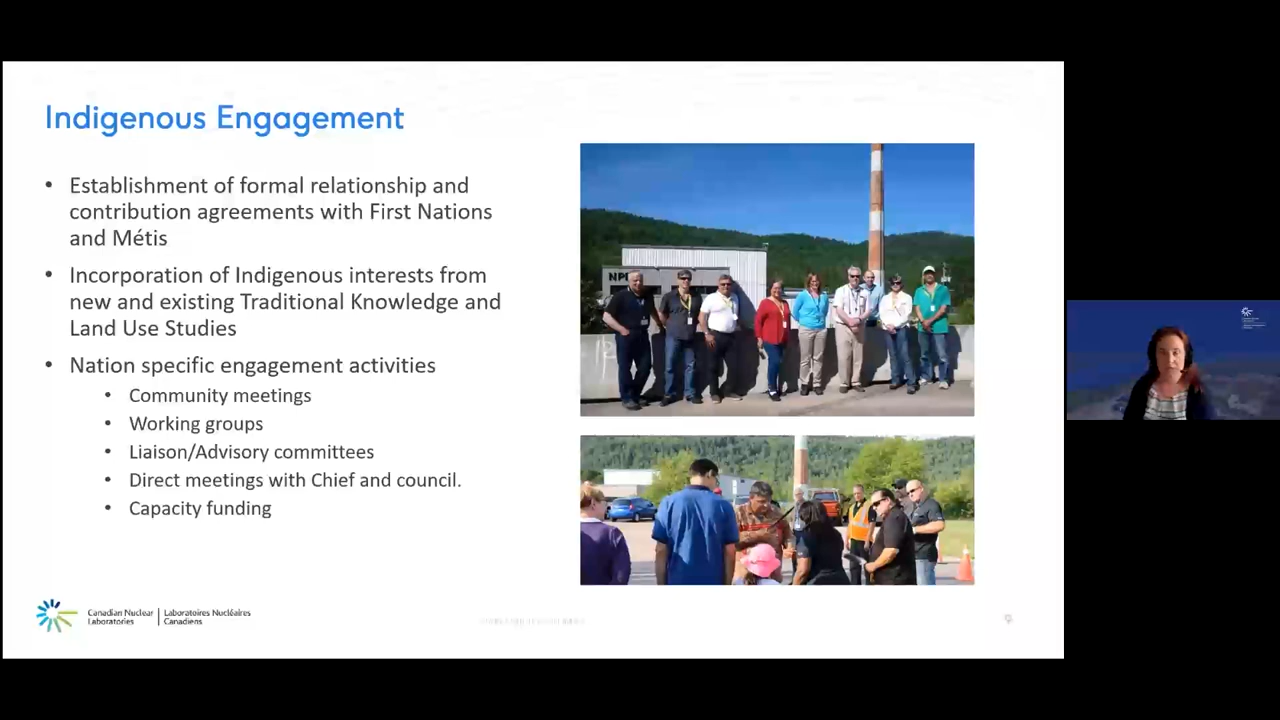 Indigenous Engagement
• Establishment of formal relationship and
contribution agreements with First Nations
and Métis
• Incorporation of Indigenous interests from
new and existing Traditional Knowledge and
Land Use Studies
• Nation specific engagement activities
• Community meetings
• Working groups
• Liaison/Advisory committees
• Direct meetings with Chief and council.
• Capacity funding
NPD
Canadian Nuclear | Laboratoires Nucléaires
Laboratories | Canadiens